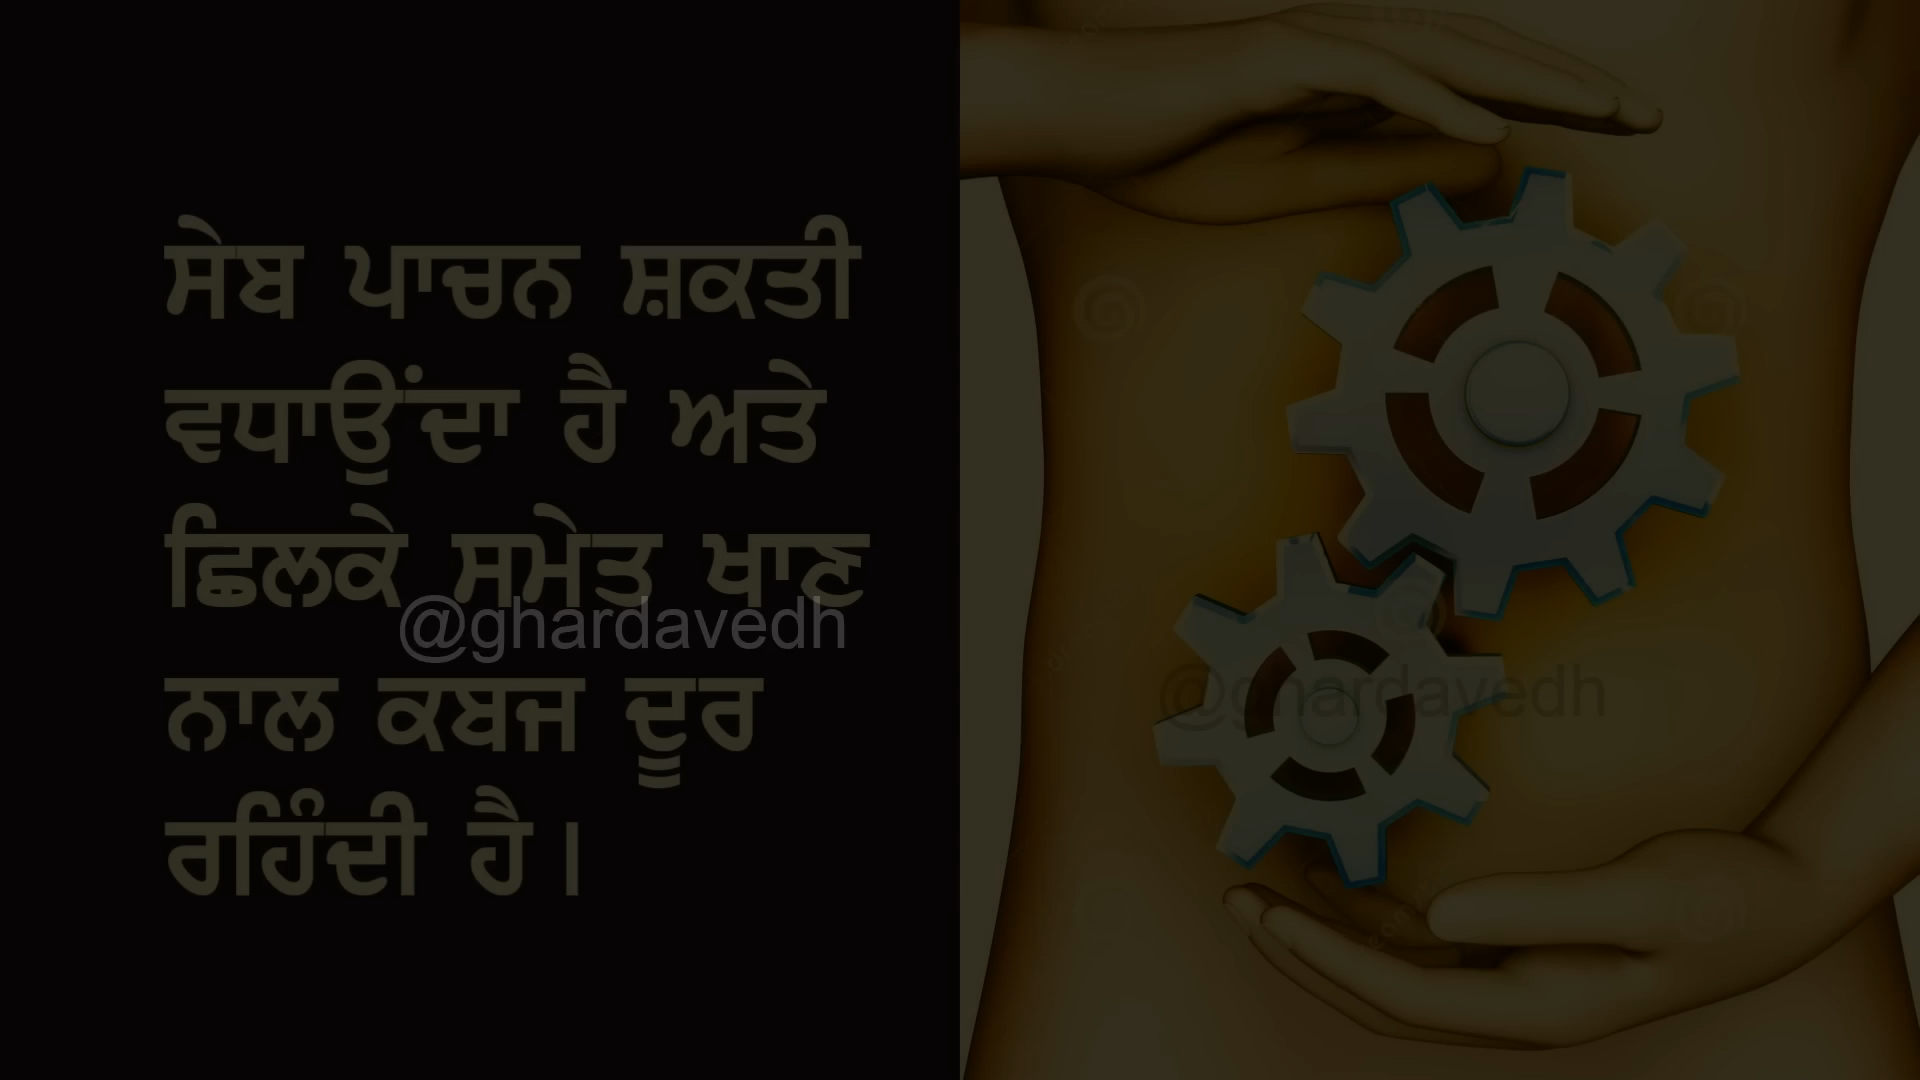 ਸੇਬ ਪਾਚਨ ਸ਼ਕਤੀ
ਵਧਾਉਂਦਾ ਹੈ ਅਤੇ
ਛਿਲਕੇ ਸਮੇਤ ਖਾਣ
@ghardavedh
ਨਾਲ ਕਬਜ ਦੂਰ
ਰਹਿੰਦੀ ਹੈ।
@ghardavedh